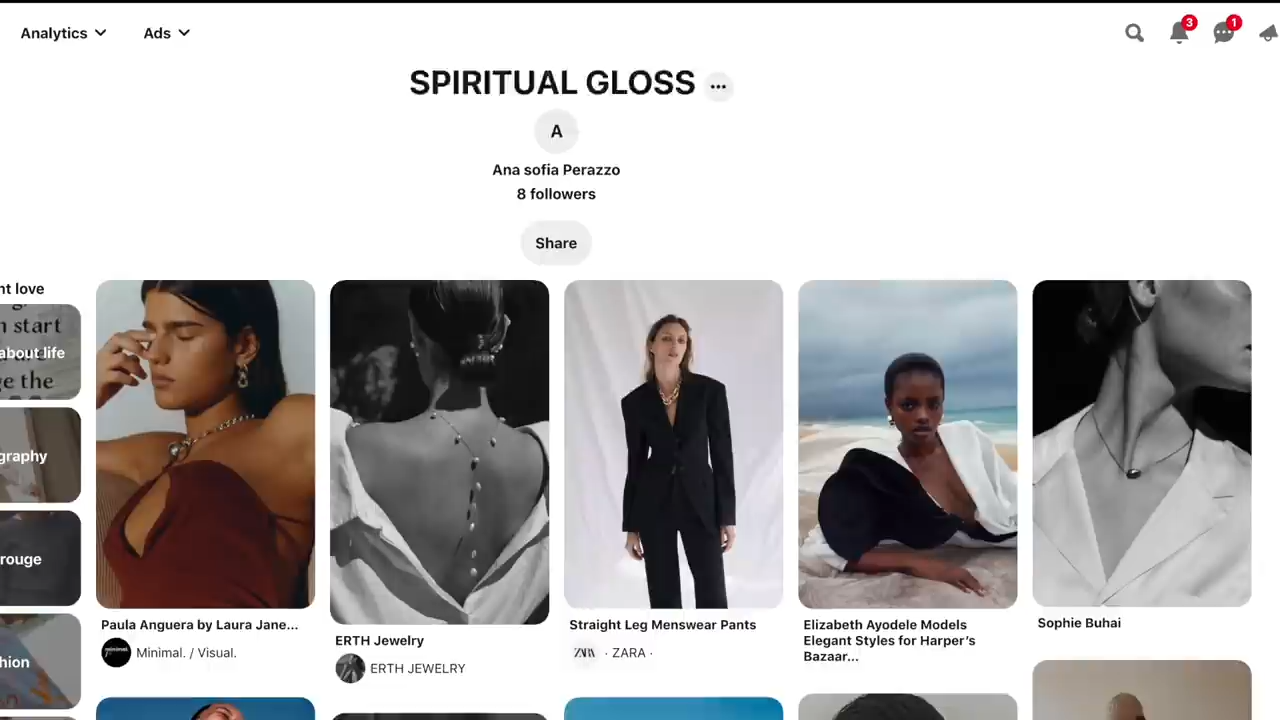 Analytics
Ads
3
1
SPIRITUAL GLOSS
A
Ana sofia Perazzo
8 followers
Share
nt love
n start
about life
ge the
graphy
rouge
hion
Paula Anguera by Laura Jane...
Minimal. / Visual.
ERTH Jewelry
ERTH JEWELRY
Straight Leg Menswear Pants
ZARA
· ZARA ·
Elizabeth Ayodele Models
Elegant Styles for Harper's
Bazaar...
Sophie Buhai